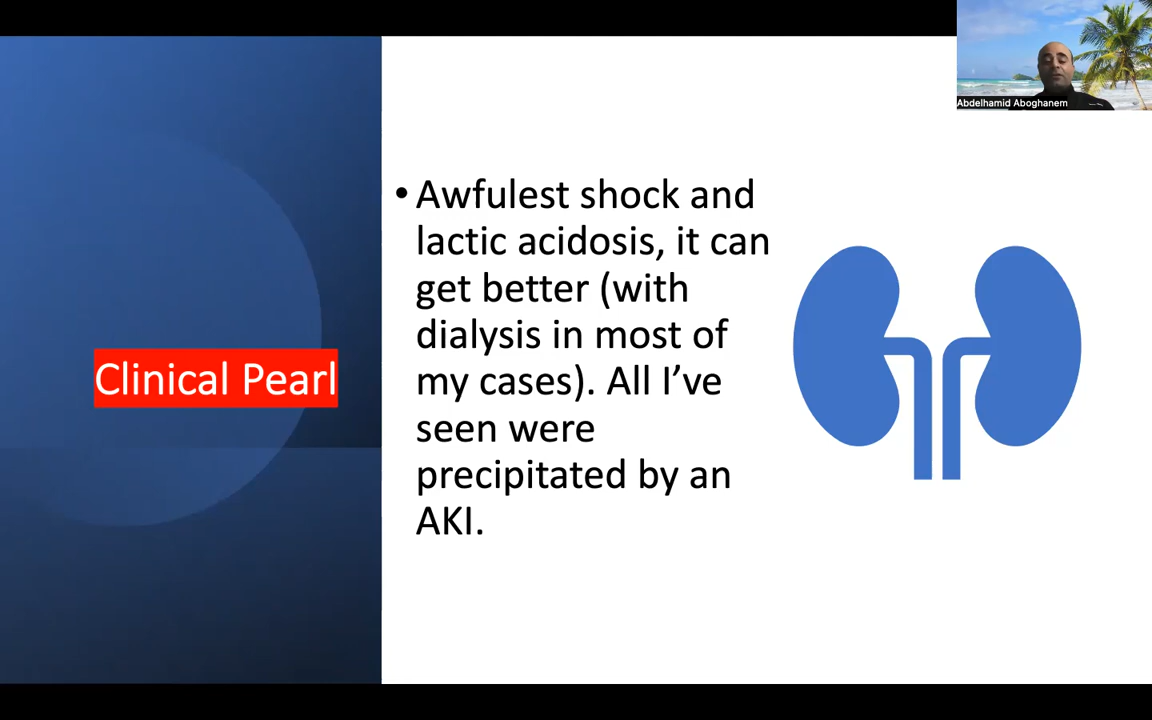 Abdelhamid Aboghanem
Clinical Pearl
• Awfulest shock and
lactic acidosis, it can
get better (with
dialysis in most of
my cases). All I’ve
seen were
precipitated by an
AKI.